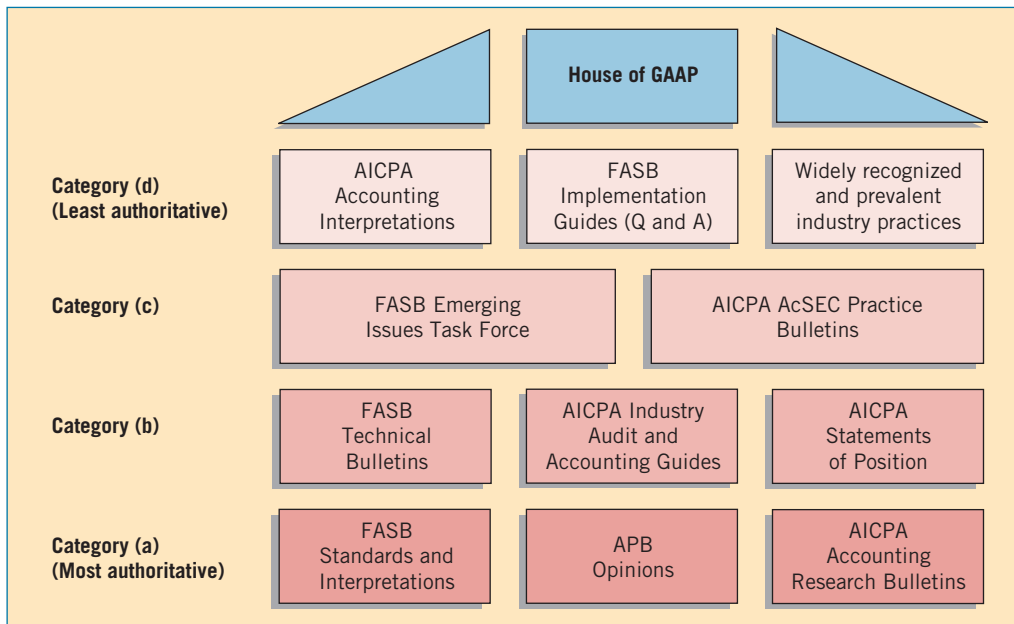 House of GAAP
Category (d)
(Least authoritative)
AICPA
Accounting
Interpretations
FASB
Implementation
Guides (Q and A)
Widely recognized
and prevalent
industry practices
Category (c)
FASB Emerging
Issues Task Force
AICPA AcSEC Practice
Bulletins
Category (b)
FASB
Technical
Bulletins
AICPA Industry
Audit and
Accounting Guides
AICPA
Statements
of Position
Category (a)
(Most authoritative)
FASB
Standards and
Interpretations
APB
Opinions
AICPA
Accounting
Research Bulletins